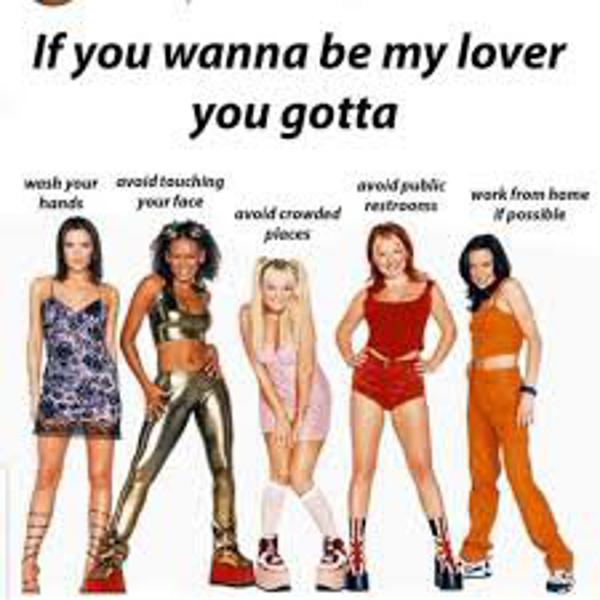 If you wanna be my lover
you gotta
wash your
hands
avoid touching
your face
avoid crowded
places
avoid public
restrooms
work from home
if possible